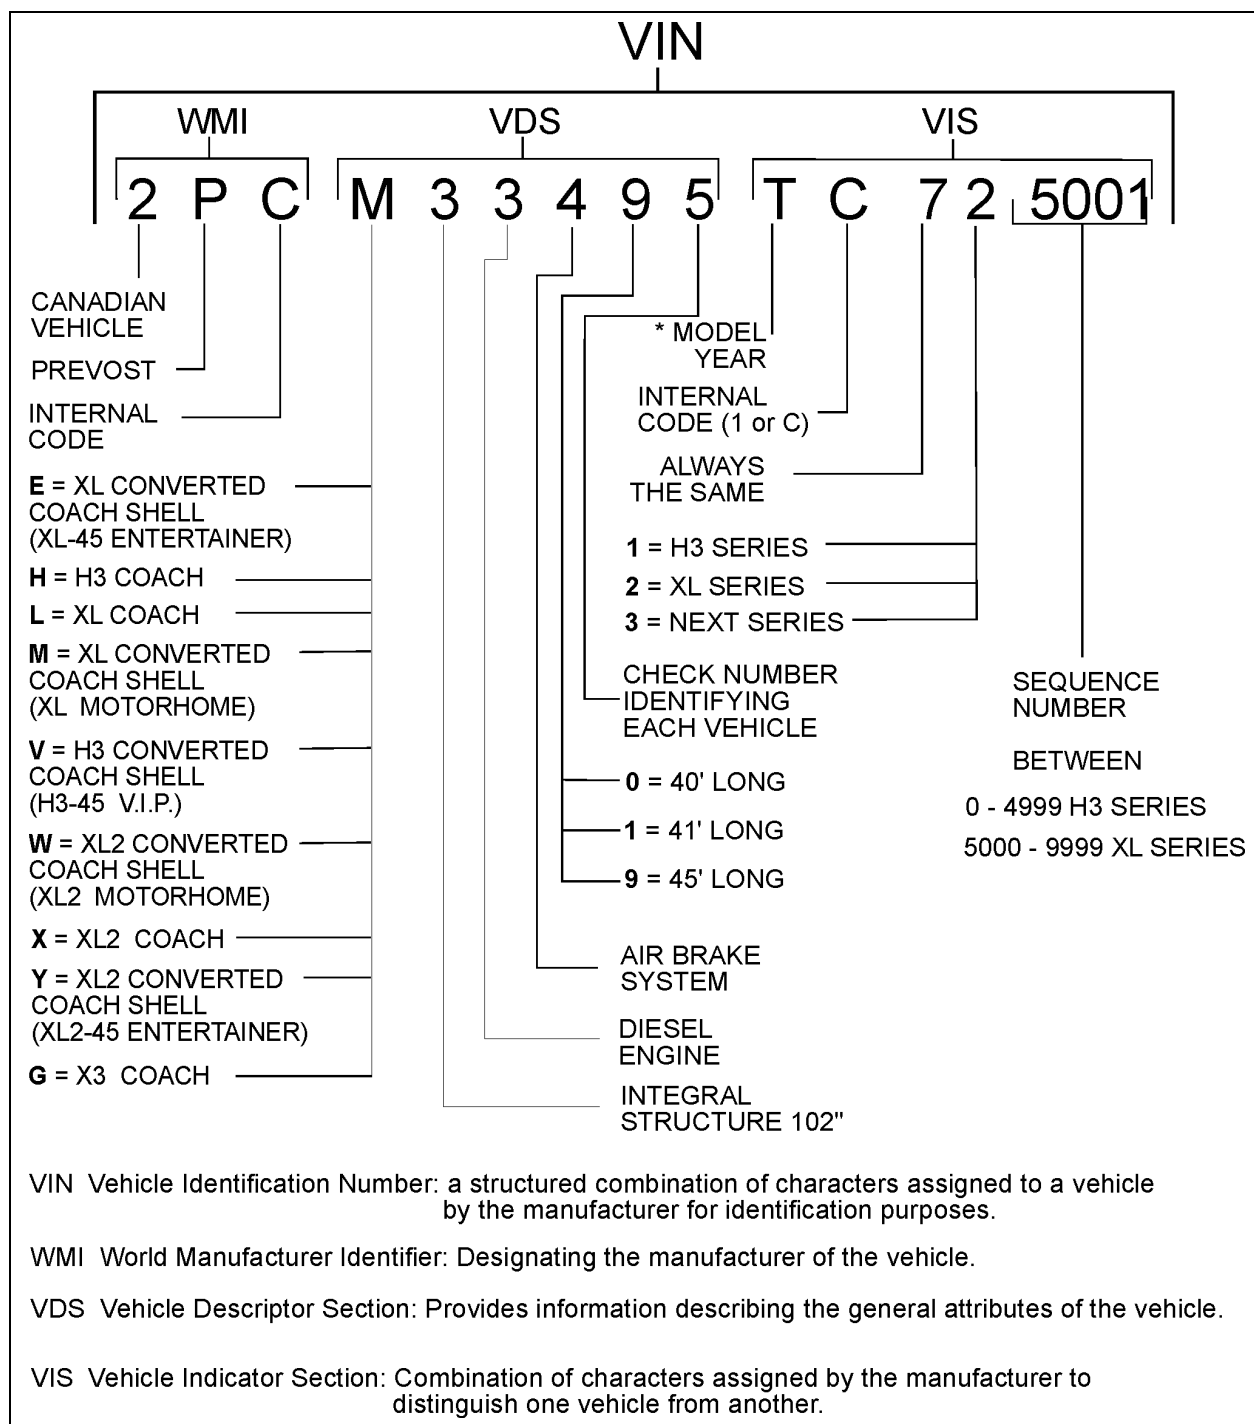 VIN
WMI VDS VIS
2 P C M 3 3 4 9 5 T C 7 2 5001
CANADIAN
VEHICLE
PREVOST
INTERNAL
CODE
E = XL CONVERTED
COACH SHELL
(XL-45 ENTERTAINER)
H = H3 COACH
L = XL COACH
M = XL CONVERTED
COACH SHELL
(XL MOTORHOME)
V = H3 CONVERTED
COACH SHELL
(H3-45 V.I.P.)
W = XL2 CONVERTED
COACH SHELL
(XL2 MOTORHOME)
X = XL2 COACH
Y = XL2 CONVERTED
COACH SHELL
(XL2-45 ENTERTAINER)
G = X3 COACH
* MODEL
YEAR
INTERNAL
CODE (1 or C)
ALWAYS
THE SAME
1 = H3 SERIES
2 = XL SERIES
3 = NEXT SERIES
CHECK NUMBER
IDENTIFYING
EACH VEHICLE
0 = 40' LONG
1 = 41' LONG
9 = 45' LONG
AIR BRAKE
SYSTEM
DIESEL
ENGINE
INTEGRAL
STRUCTURE 102"
SEQUENCE
NUMBER
BETWEEN
0 - 4999 H3 SERIES
5000 - 9999 XL SERIES
VIN Vehicle Identification Number: a structured combination of characters assigned to a vehicle
by the manufacturer for identification purposes.
WMI World Manufacturer Identifier: Designating the manufacturer of the vehicle.
VDS Vehicle Descriptor Section: Provides information describing the general attributes of the vehicle.
VIS Vehicle Indicator Section: Combination of characters assigned by the manufacturer to
distinguish one vehicle from another.